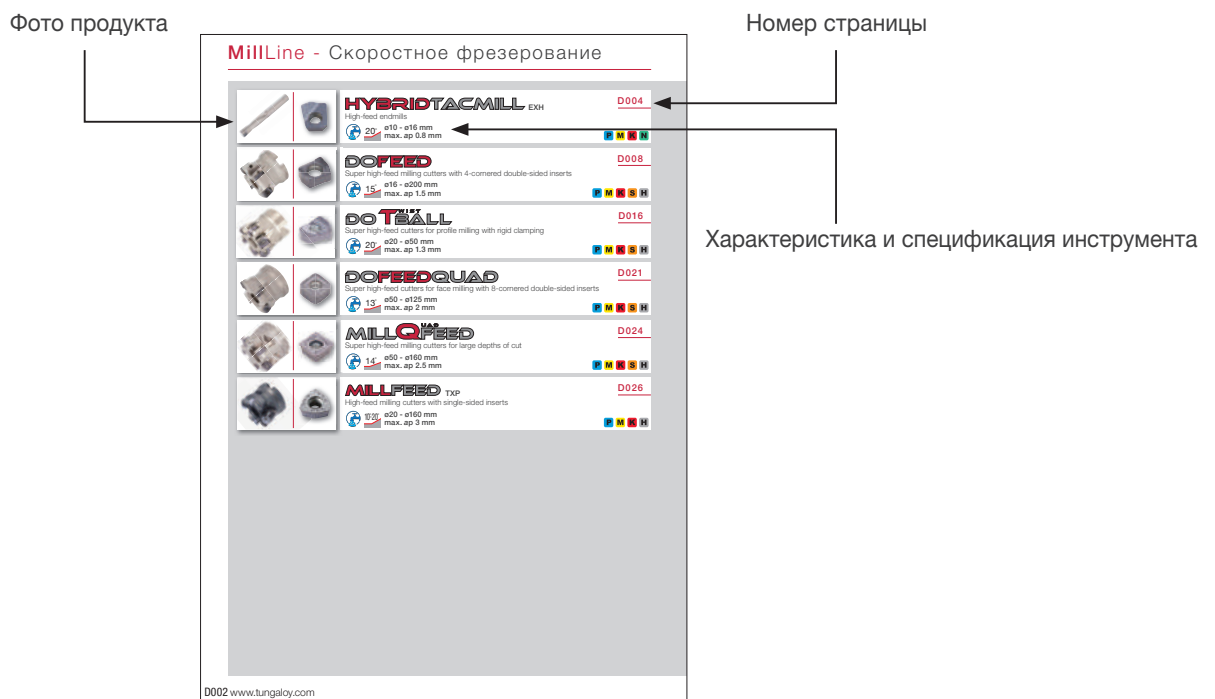 Фото продукта
Номер страницы
MillLine - Скоростное фрезерование
HYBRIDTACMILL EXH
D004
High-feed endmills
20° ø10 - ø16 mm
max. ap 0.8 mm
P M K N
DOFEED
D008
Super high-feed milling cutters with 4-cornered double-sided inserts
15° ø16 - ø200 mm
max. ap 1.5 mm
P M K S H
DO TWISTBALL
D016
Super high-feed cutters for profile milling with rigid clamping
20° ø20 - ø50 mm
max. ap 1.3 mm
P M K S H
Характеристика и спецификация инструмента
DOFEEDQUAD
D021
Super high-feed cutters for face milling with 8-cornered double-sided inserts
13° ø50 - ø125 mm
max. ap 2 mm
P M K S H
MILLQUADFEED
D024
Super high-feed milling cutters for large depths of cut
14° ø50 - ø160 mm
max. ap 2.5 mm
P M K S H
MILLFEED TXP
D026
High-feed milling cutters with single-sided inserts
10°20° ø20 - ø160 mm
max. ap 3 mm
P M K H
D002 www.tungaloy.com